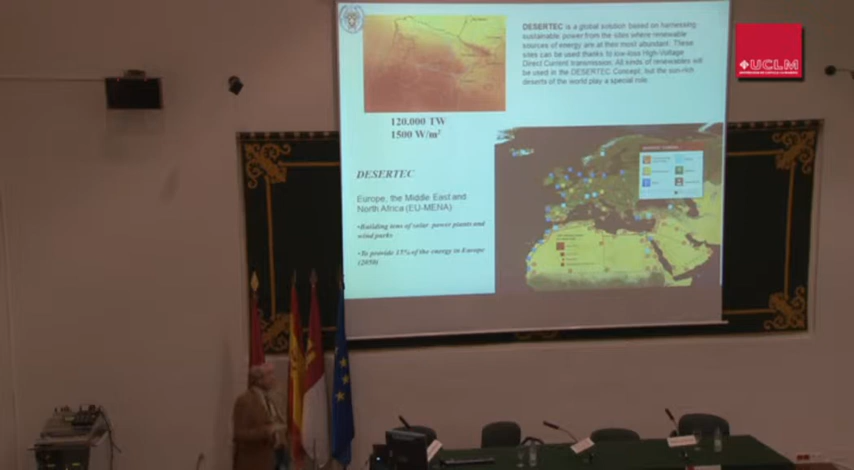 DESERTEC is a global solution based on harnessing
sustainable power from the sites where renewable
sources of energy are at their most abundant. These
sites can be used thanks to low-loss High-Voltage
Direct Current transmission. All kinds of renewables will
be used in the DESERTEC Concept, but the sun-rich
deserts of the world play a special role.
UCLM
120.000 TW
1500 W/m²
DESERTEC
Europe, the Middle East and
North Africa (EU-MENA)
•Building tens of solar power plants and
wind parks
•To provide 15% of the energy in Europe
(2050)